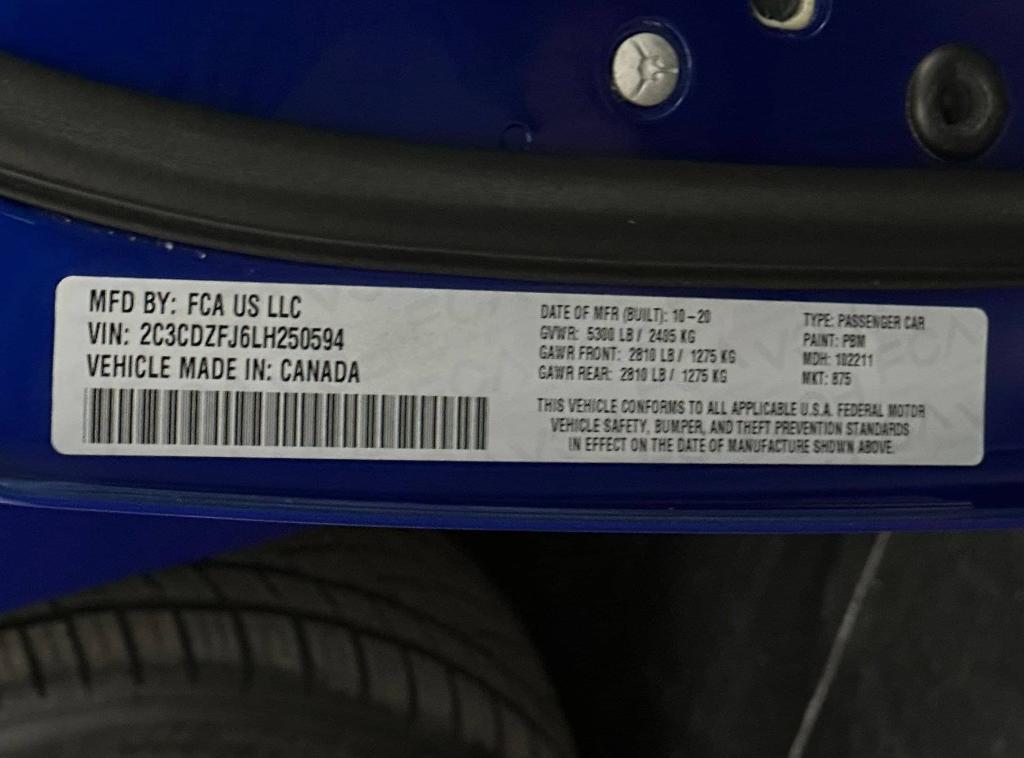 MFD BY: FCA US LLC
VIN: 2C3CDZFJ6LH250594
VEHICLE MADE IN: CANADA
DATE OF MFR (BUILT): 10-20
GVWR: 5300 LB / 2405 KG
GAWR FRONT: 2810 LB / 1275 KG
GAWR REAR: 2810 LB / 1275 KG
TYPE: PASSENGER CAR
PAINT: PBM
MDH: 102211
MKT: 875
THIS VEHICLE CONFORMS TO ALL APPLICABLE U.S.A. FEDERAL MOTOR
VEHICLE SAFETY, BUMPER, AND THEFT PREVENTION STANDARDS
IN EFFECT ON THE DATE OF MANUFACTURE SHOWN ABOVE.